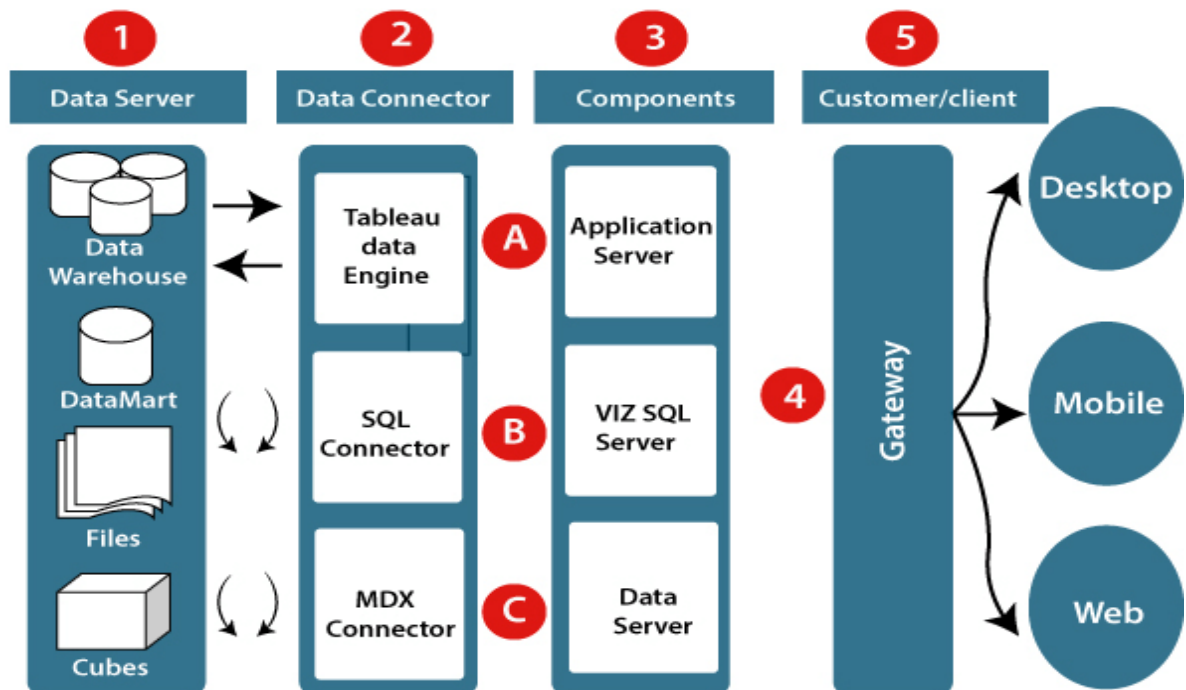 1
2
3
5
Data Server
Data Connector
Components
Customer/client
Data
Warehouse
DataMart
Files
Cubes
Tableau
data
Engine
SQL
Connector
MDX
Connector
A
B
C
Application
Server
VIZ SQL
Server
Data
Server
4
Gateway
Desktop
Mobile
Web